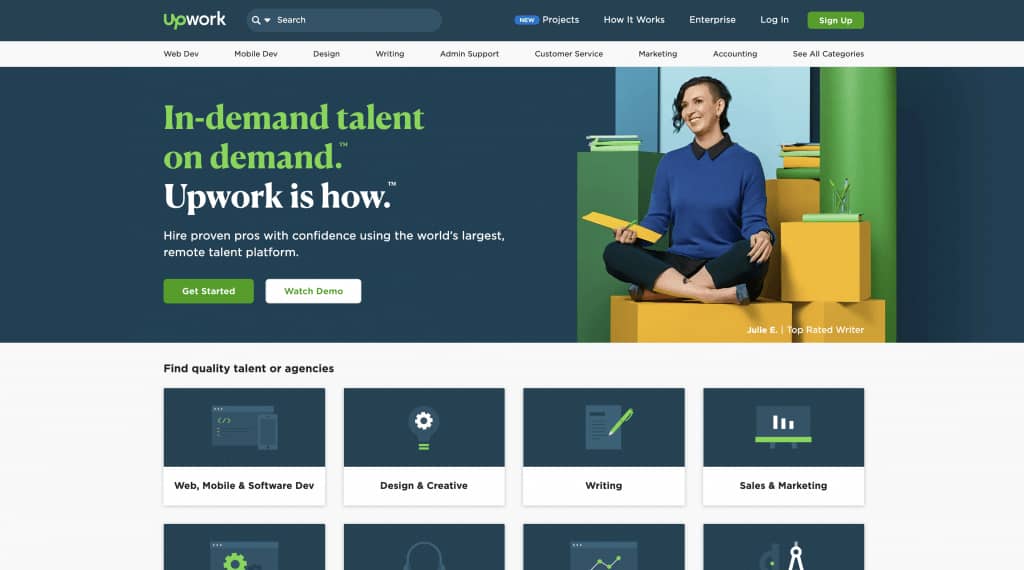 Upwork
Search
NEW Projects
How It Works
Enterprise
Log In
Sign Up
Web Dev
Mobile Dev
Design
Writing
Admin Support
Customer Service
Marketing
Accounting
See All Categories
In-demand talent
on demand.™
Upwork is how.™
Hire proven pros with confidence using the world's largest,
remote talent platform.
Get Started
Watch Demo
Julie E. | Top Rated Writer
Find quality talent or agencies
</>
Web, Mobile & Software Dev
Design & Creative
Writing
Sales & Marketing